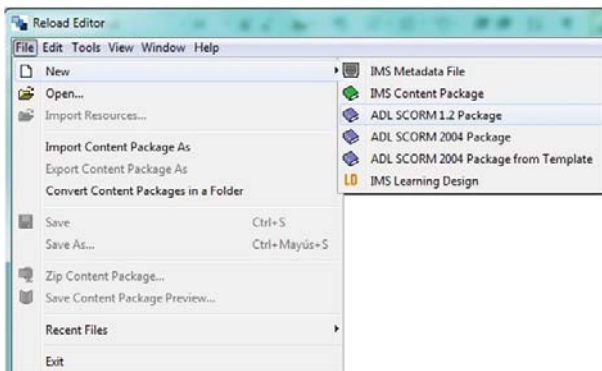 Reload Editor
File Edit Tools View Window Help
New
Open...
Import Resources...
Import Content Package As
Export Content Package As
Convert Content Packages in a Folder
Save Ctrl+S
Save As... Ctrl+Mayús+S
Zip Content Package...
Save Content Package Preview...
Recent Files
Exit
IMS Metadata File
IMS Content Package
ADL SCORM 1.2 Package
ADL SCORM 2004 Package
ADL SCORM 2004 Package from Template
LD IMS Learning Design